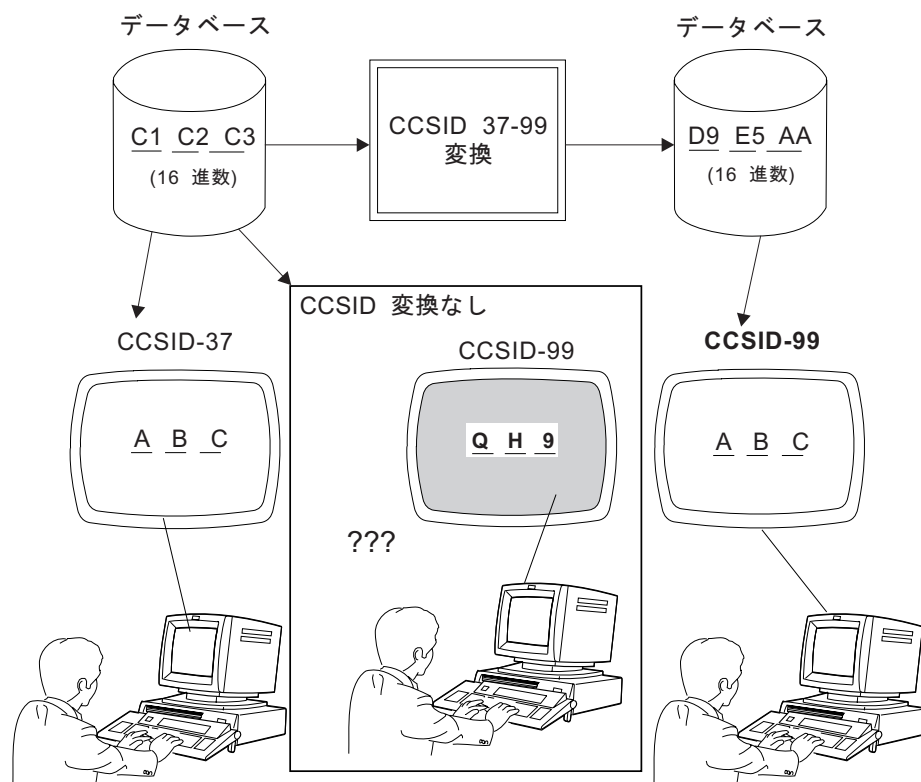 データベース
データベース
C1 C2 C3
(16 進数)
CCSID 37-99
変換
D9 E5 AA
(16 進数)
CCSID 変換なし
CCSID-37
CCSID-99
CCSID-99
A B C
Q H 9
A B C
???